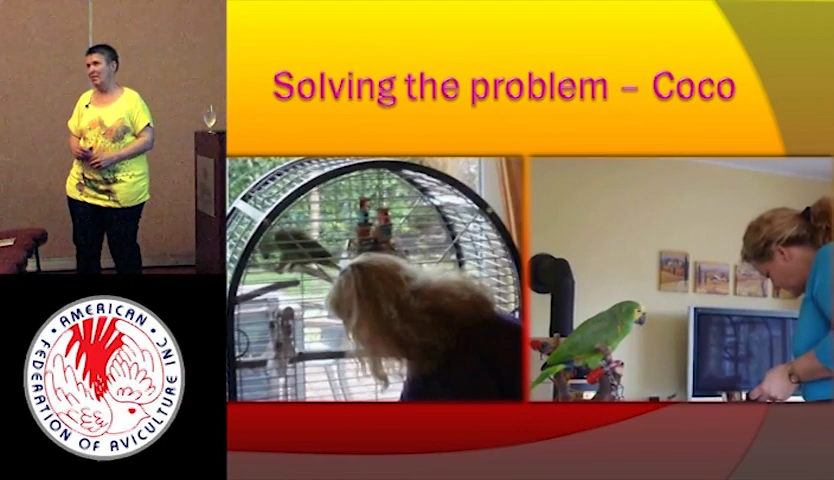 Solving the problem – Coco
• AMERICAN •
FEDERATION OF AVICULTURE INC